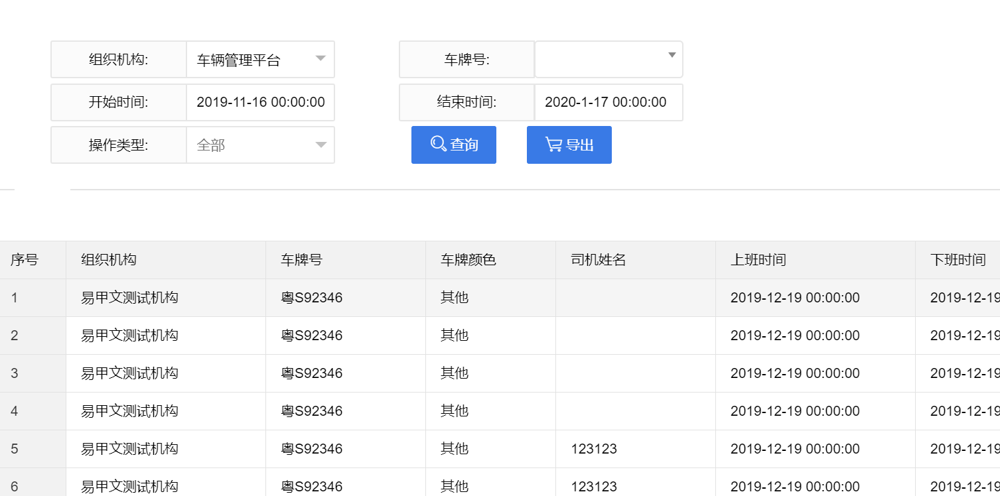 组织机构: 车辆管理平台 车牌号:
开始时间: 2019-11-16 00:00:00 结束时间: 2020-1-17 00:00:00
操作类型: 全部 查询 导出
序号 组织机构 车牌号 车牌颜色 司机姓名 上班时间 下班时间
1 易甲文测试机构 粤S92346 其他 2019-12-19 00:00:00 2019-12-19
2 易甲文测试机构 粤S92346 其他 2019-12-19 00:00:00 2019-12-19
3 易甲文测试机构 粤S92346 其他 2019-12-19 00:00:00 2019-12-19
4 易甲文测试机构 粤S92346 其他 2019-12-19 00:00:00 2019-12-19
5 易甲文测试机构 粤S92346 其他 123123 2019-12-19 00:00:00 2019-12-19
6 易甲文测试机构 粤S92346 其他 123123 2019-12-19 00:00:00 2019-12-19